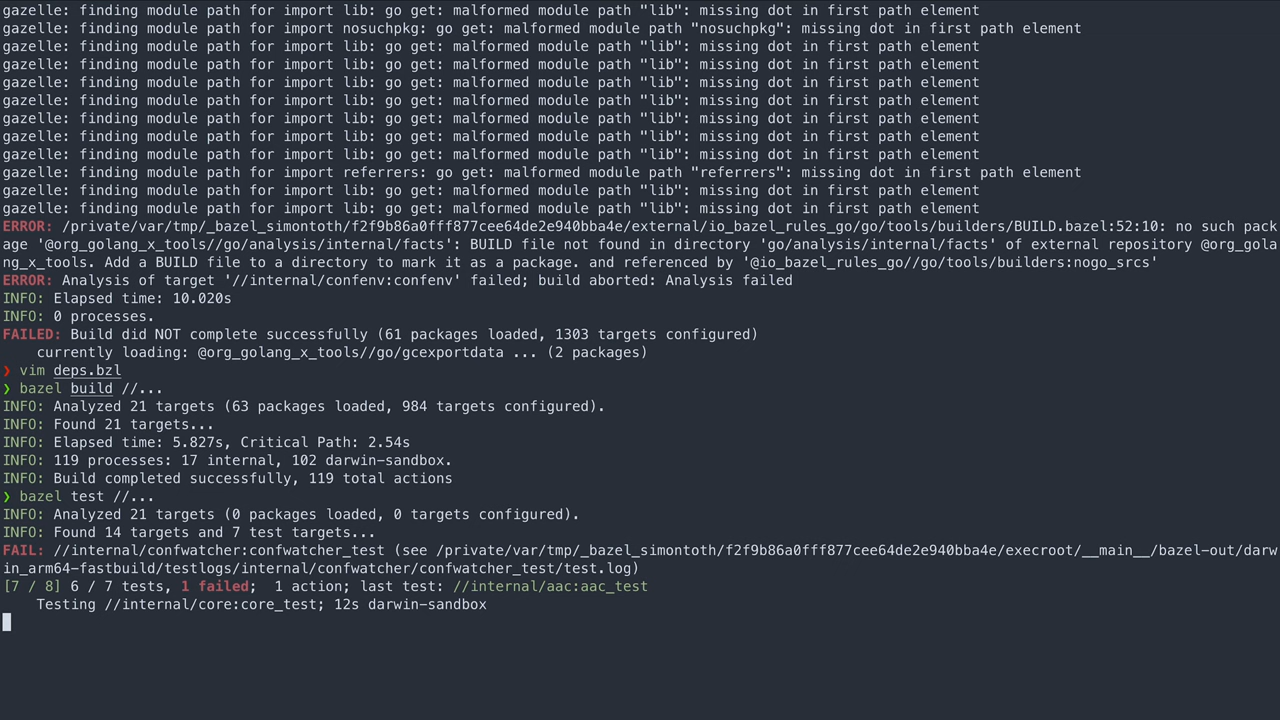 gazelle: finding module path for import lib: go get: malformed module path "lib": missing dot in first path element
gazelle: finding module path for import nosuchpkg: go get: malformed module path "nosuchpkg": missing dot in first path element
gazelle: finding module path for import lib: go get: malformed module path "lib": missing dot in first path element
gazelle: finding module path for import lib: go get: malformed module path "lib": missing dot in first path element
gazelle: finding module path for import lib: go get: malformed module path "lib": missing dot in first path element
gazelle: finding module path for import lib: go get: malformed module path "lib": missing dot in first path element
gazelle: finding module path for import lib: go get: malformed module path "lib": missing dot in first path element
gazelle: finding module path for import lib: go get: malformed module path "lib": missing dot in first path element
gazelle: finding module path for import lib: go get: malformed module path "lib": missing dot in first path element
gazelle: finding module path for import referrers: go get: malformed module path "referrers": missing dot in first path element
gazelle: finding module path for import lib: go get: malformed module path "lib": missing dot in first path element
gazelle: finding module path for import lib: go get: malformed module path "lib": missing dot in first path element
ERROR: /private/var/tmp/_bazel_simontoth/f2f9b86a0fff877cee64de2e940bba4e/external/io_bazel_rules_go/go/tools/builders/BUILD.bazel:52:10: no such pack
age '@org_golang_x_tools//go/analysis/internal/facts': BUILD file not found in directory 'go/analysis/internal/facts' of external repository @org_gola
ng_x_tools. Add a BUILD file to a directory to mark it as a package. and referenced by '@io_bazel_rules_go//go/tools/builders:nogo_srcs'
ERROR: Analysis of target '//internal/confenv:confenv' failed; build aborted: Analysis failed
INFO: Elapsed time: 10.020s
INFO: 0 processes.
FAILED: Build did NOT complete successfully (61 packages loaded, 1303 targets configured)
    currently loading: @org_golang_x_tools//go/gcexportdata ... (2 packages)
❯ vim deps.bzl
❯ bazel build //...
INFO: Analyzed 21 targets (63 packages loaded, 984 targets configured).
INFO: Found 21 targets...
INFO: Elapsed time: 5.827s, Critical Path: 2.54s
INFO: 119 processes: 17 internal, 102 darwin-sandbox.
INFO: Build completed successfully, 119 total actions
❯ bazel test //...
INFO: Analyzed 21 targets (0 packages loaded, 0 targets configured).
INFO: Found 14 targets and 7 test targets...
FAIL: //internal/confwatcher:confwatcher_test (see /private/var/tmp/_bazel_simontoth/f2f9b86a0fff877cee64de2e940bba4e/execroot/__main__/bazel-out/darw
in_arm64-fastbuild/testlogs/internal/confwatcher/confwatcher_test/test.log)
[7 / 8] 6 / 7 tests, 1 failed;  1 action; last test: //internal/aac:aac_test
    Testing //internal/core:core_test; 12s darwin-sandbox